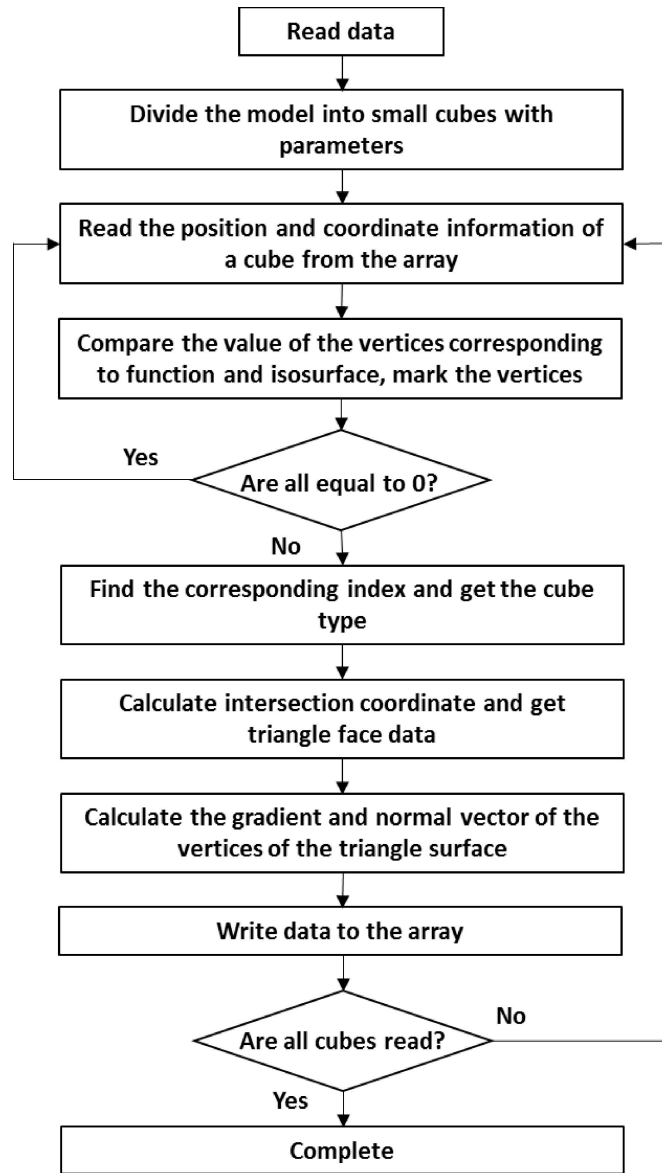 Read data
Divide the model into small cubes with
parameters
Read the position and coordinate information of
a cube from the array
Compare the value of the vertices corresponding
to function and isosurface, mark the vertices
Yes
Are all equal to 0?
No
Find the corresponding index and get the cube
type
Calculate intersection coordinate and get
triangle face data
Calculate the gradient and normal vector of the
vertices of the triangle surface
Write data to the array
No
Are all cubes read?
Yes
Complete